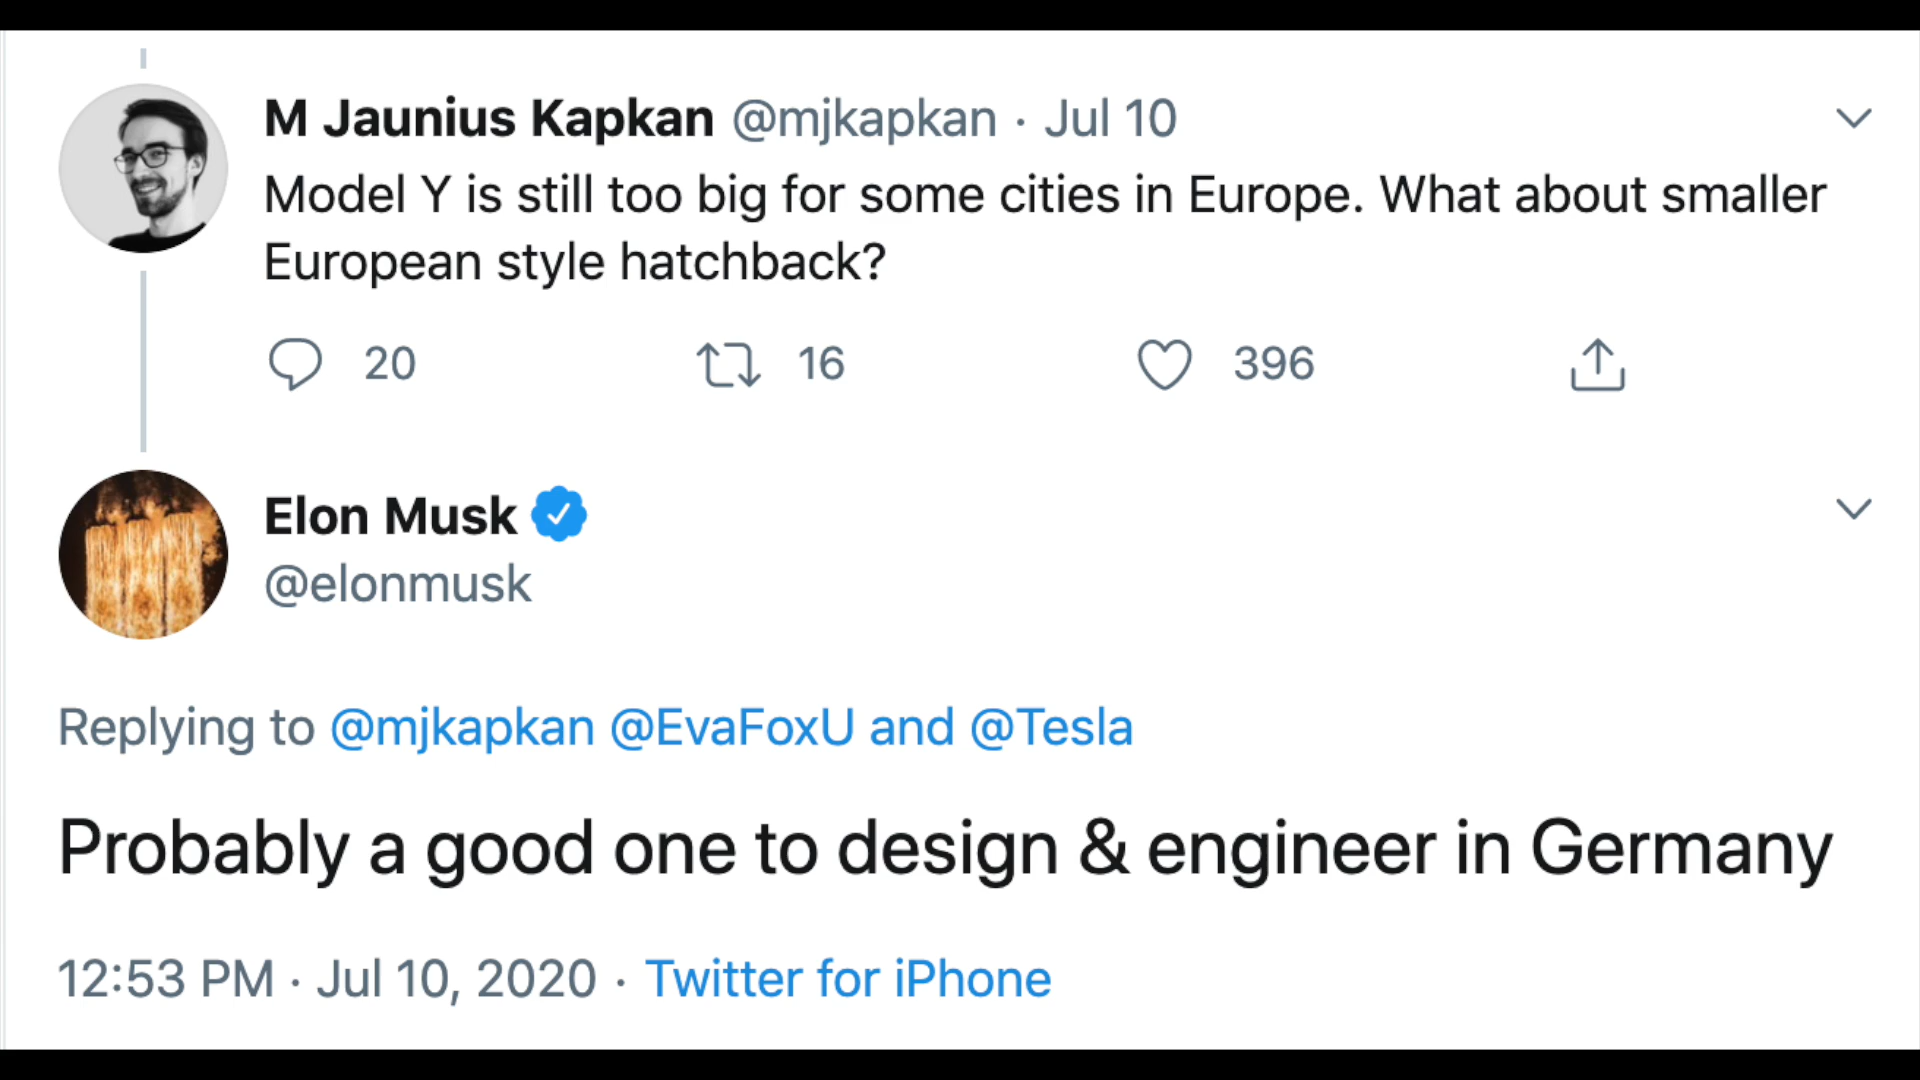 M Jaunius Kapkan @mjkapkan · Jul 10
Model Y is still too big for some cities in Europe. What about smaller
European style hatchback?
20 16 396
Elon Musk
@elonmusk
Replying to @mjkapkan @EvaFoxU and @Tesla
Probably a good one to design & engineer in Germany
12:53 PM · Jul 10, 2020 · Twitter for iPhone